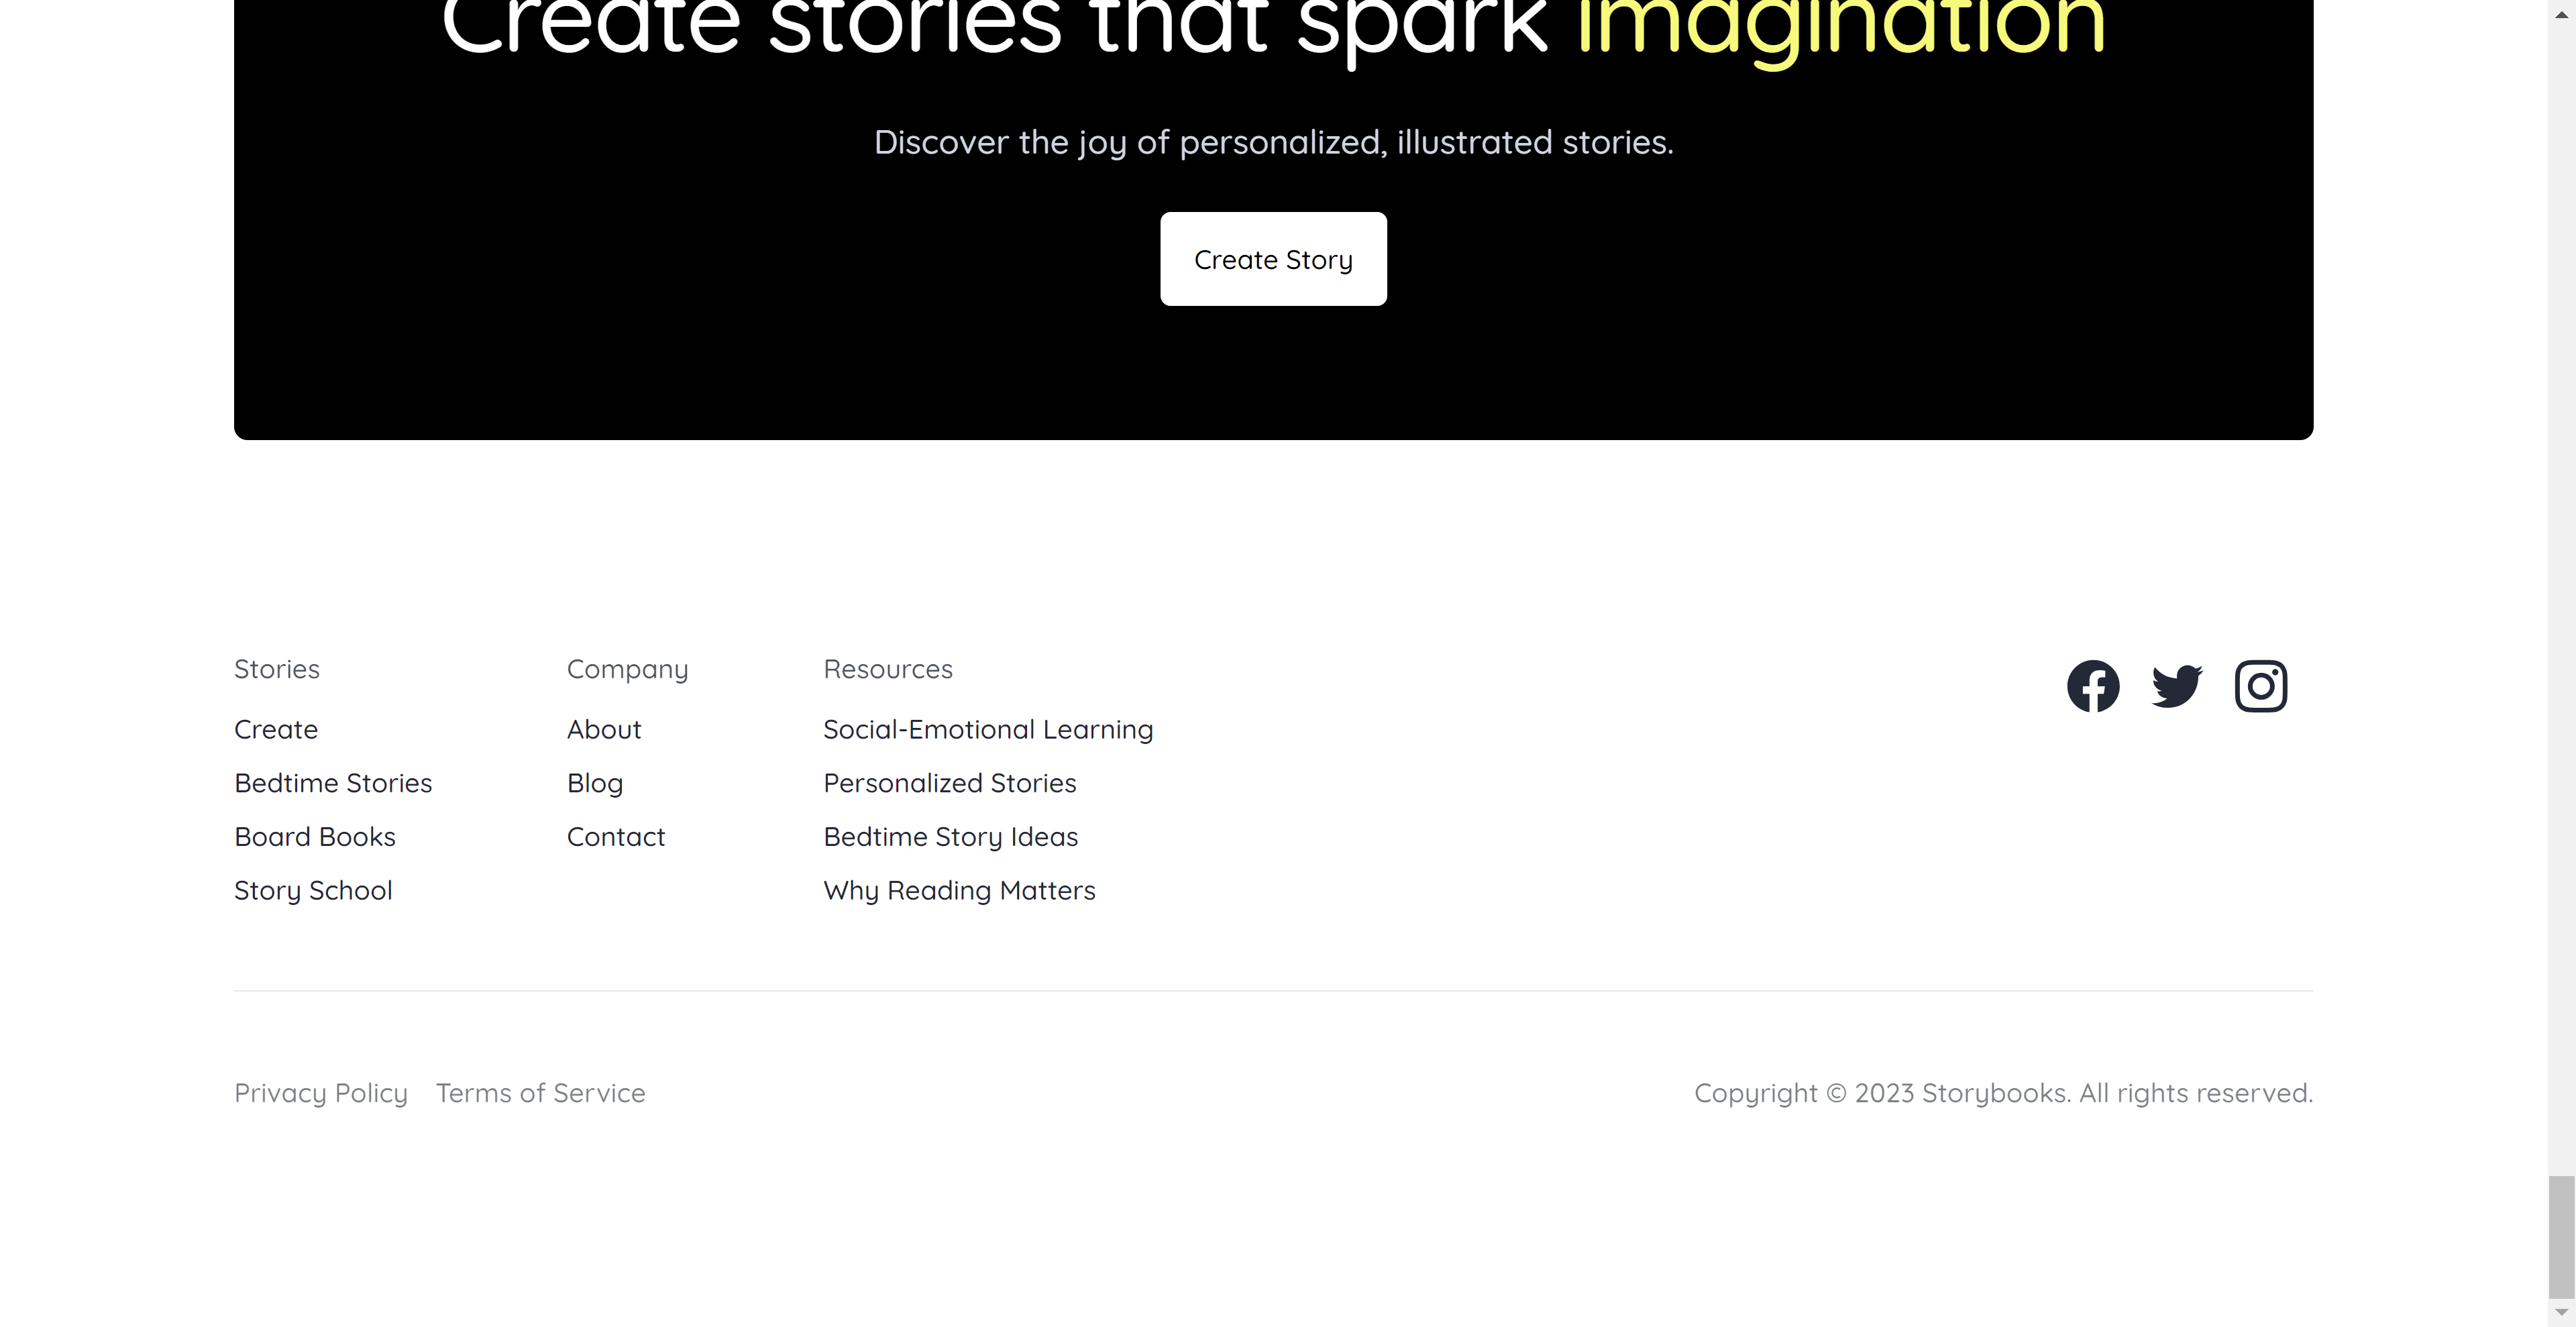 Create stories that spark imagination
Discover the joy of personalized, illustrated stories.
Create Story
Stories
Create
Bedtime Stories
Board Books
Story School
Company
About
Blog
Contact
Resources
Social-Emotional Learning
Personalized Stories
Bedtime Story Ideas
Why Reading Matters
Privacy Policy
Terms of Service
Copyright © 2023 Storybooks. All rights reserved.